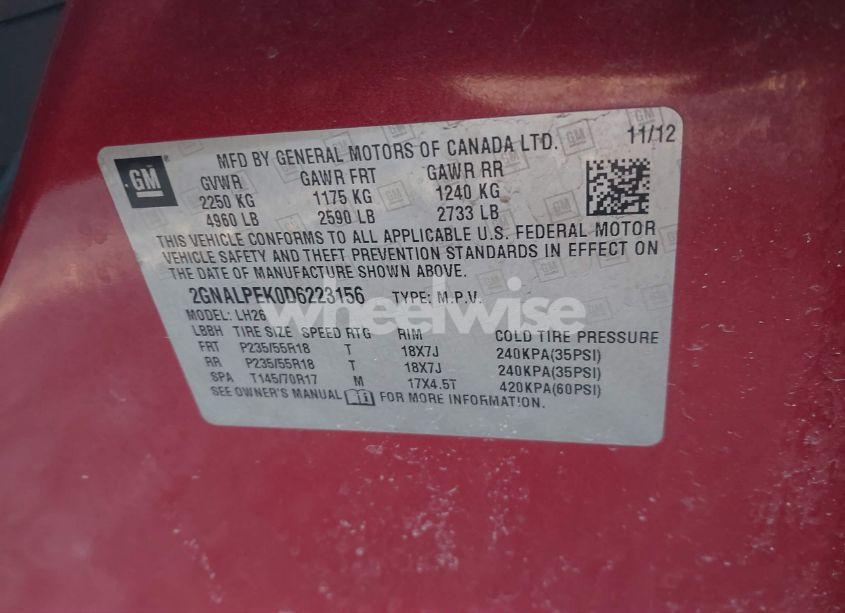 GM
MFD BY GENERAL MOTORS OF CANADA LTD. 11/12
GVWR GAWR FRT GAWR RR
2250 KG 1175 KG 1240 KG
4960 LB 2590 LB 2733 LB
THIS VEHICLE CONFORMS TO ALL APPLICABLE U.S. FEDERAL MOTOR
VEHICLE SAFETY AND THEFT PREVENTION STANDARDS IN EFFECT ON
THE DATE OF MANUFACTURE SHOWN ABOVE.
2GNALPEK0D6223156 TYPE: M.P.V.
wheelwise
MODEL: LH26
LBBH TIRE SIZE SPEED RTG RIM COLD TIRE PRESSURE
FRT P235/55R18 T 18X7J 240KPA(35PSI)
RR P235/55R18 T 18X7J 240KPA(35PSI)
SPA T145/70R17 M 17X4.5T 420KPA(60PSI)
SEE OWNER'S MANUAL FOR MORE INFORMATION.